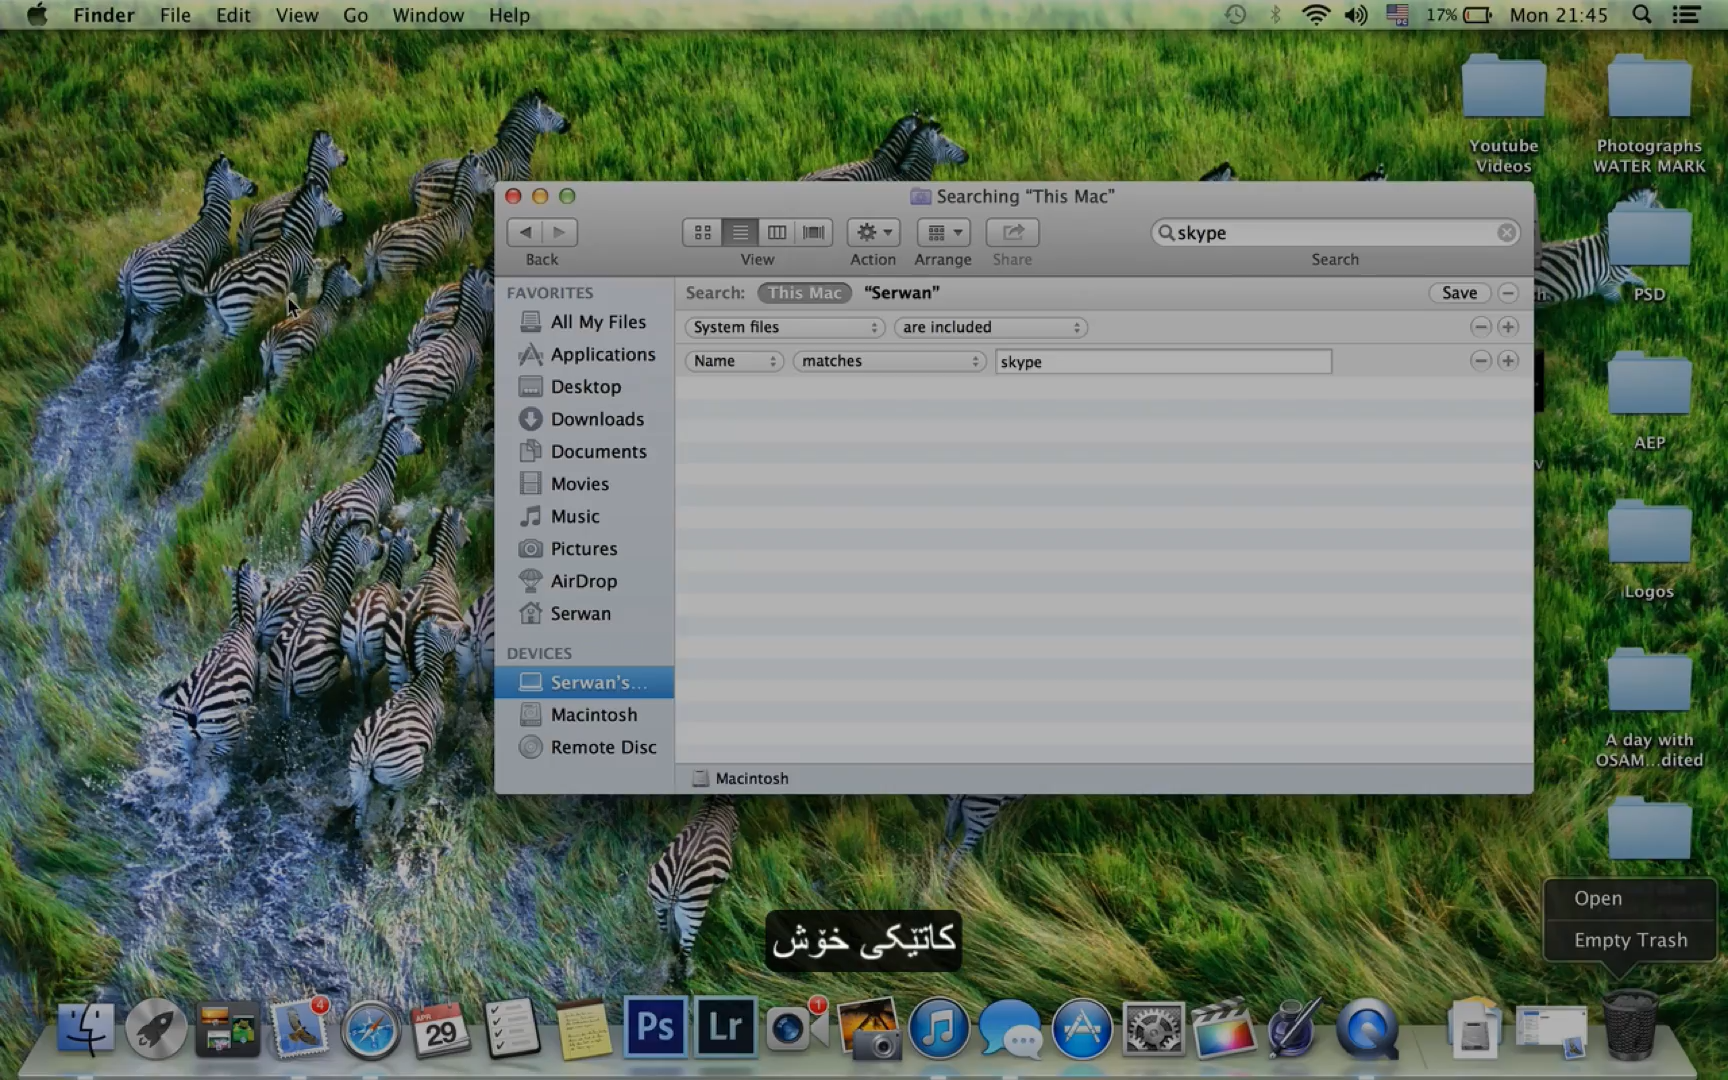 Finder File Edit View Go Window Help
17% Mon 21:45
Youtube Videos
Photographs WATER MARK
Searching “This Mac”
skype
Back View Action Arrange Share Search
FAVORITES
Search: This Mac “Serwan” Save
All My Files
System files are included
Applications
Name matches skype
Desktop
Downloads
Documents
Movies
Music
Pictures
AirDrop
Serwan
DEVICES
Serwan’s...
Macintosh
Remote Disc
Macintosh
PSD
AEP
Logos
A day with
OSAM...dited
Open
Empty Trash
کاتێکی خۆش
4
APR
29
Ps
Lr
1